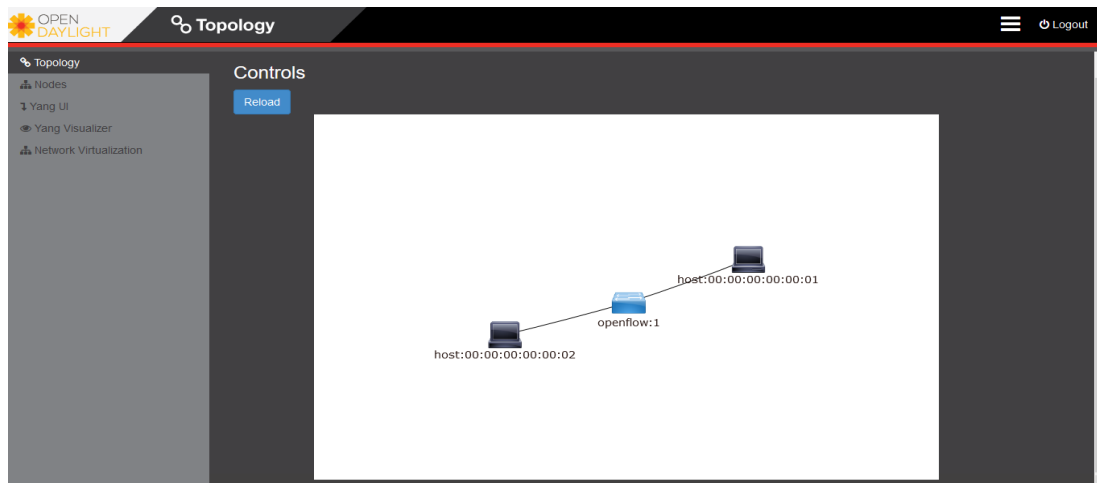 OPEN
DAYLIGHT
Topology
Logout
Topology
Nodes
Yang UI
Yang Visualizer
Network Virtualization
Controls
Reload
host:00:00:00:00:00:01
openflow:1
host:00:00:00:00:00:02